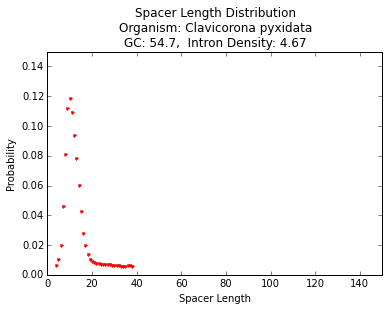 Spacer Length Distribution
Organism: Clavicorona pyxidata
GC: 54.7,  Intron Density: 4.67
0.14
0.12
0.10
0.08
0.06
0.04
0.02
0.00
Probability
0 20 40 60 80 100 120 140
Spacer Length